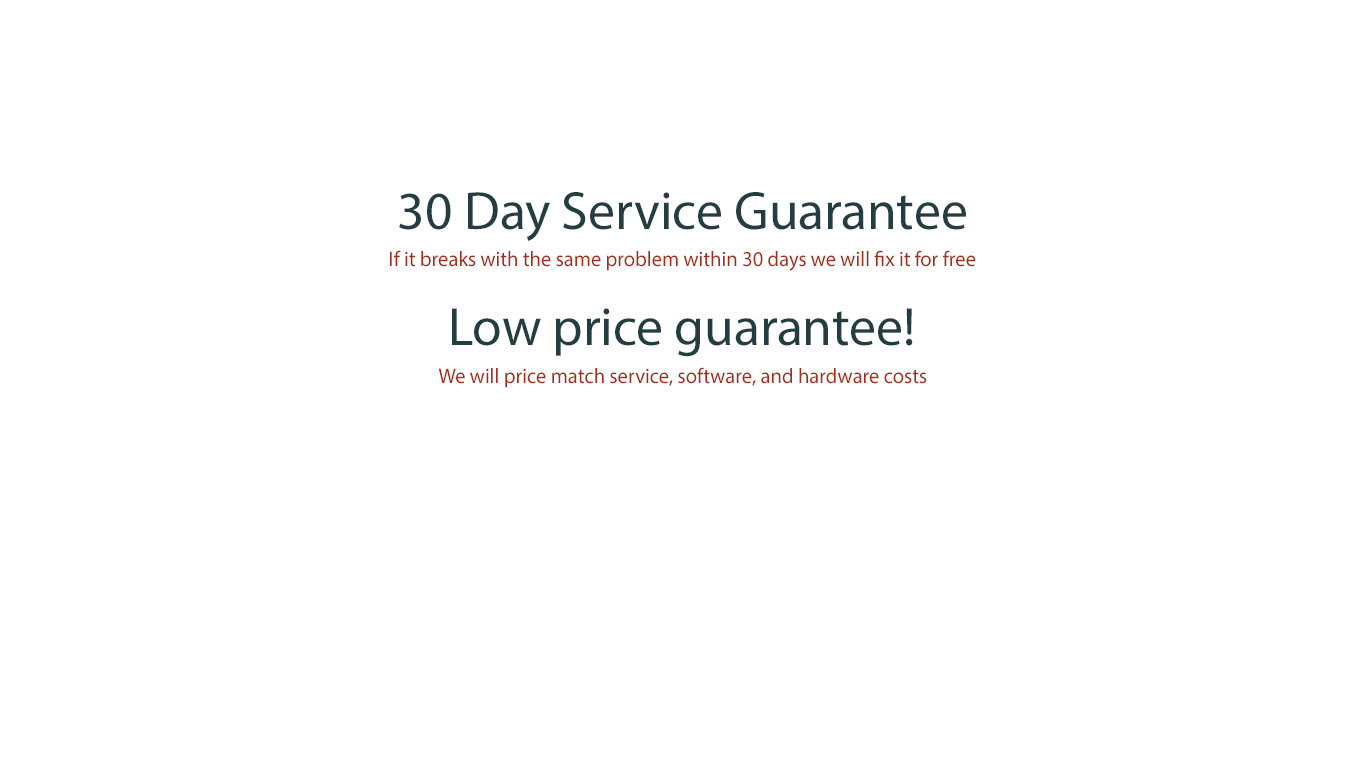 30 Day Service Guarantee
If it breaks with the same problem within 30 days we will fix it for free
Low price guarantee!
We will price match service, software, and hardware costs